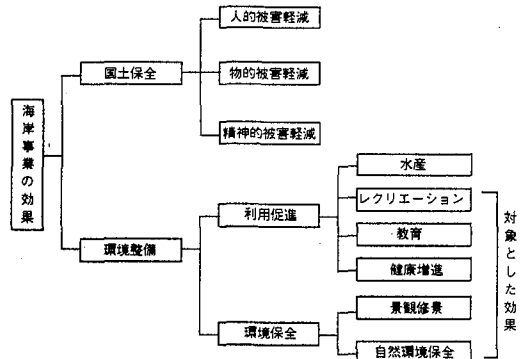 人的被害軽減
国土保全
物的被害軽減
精神的被害軽減
海岸事業の効果
水産
利用促進
レクリエーション
教育
環境整備
健康増進
景観修景
環境保全
自然環境保全
対象とした効果